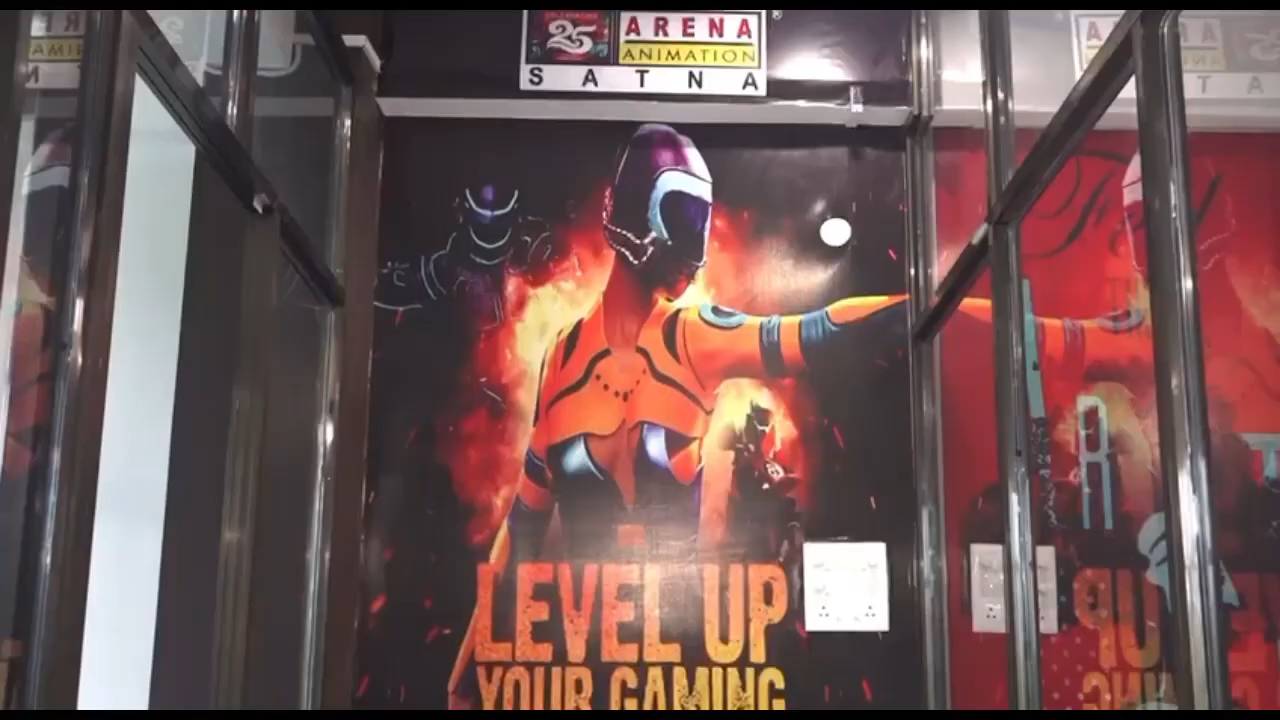 25
ARENA
ANIMATION
SATNA
LEVEL UP
YOUR GAMING